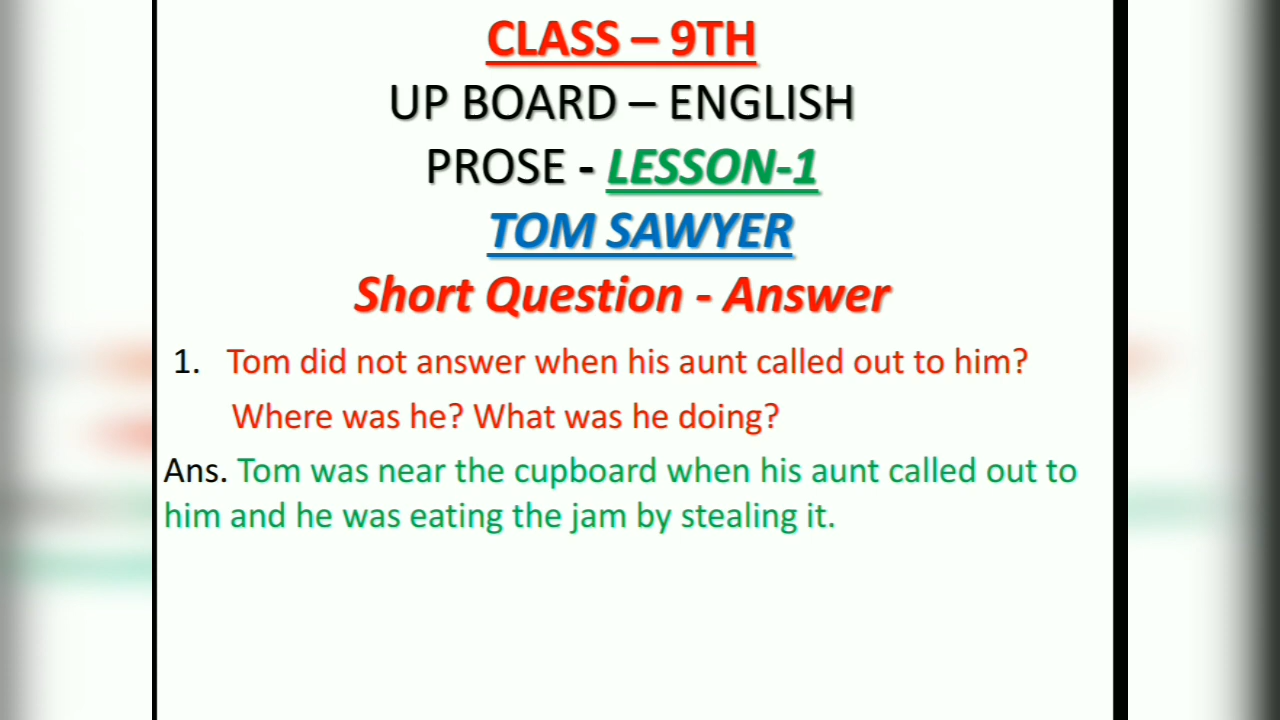 CLASS – 9TH
UP BOARD – ENGLISH
PROSE - LESSON-1
TOM SAWYER
Short Question - Answer
1. Tom did not answer when his aunt called out to him?
Where was he? What was he doing?
Ans. Tom was near the cupboard when his aunt called out to
him and he was eating the jam by stealing it.